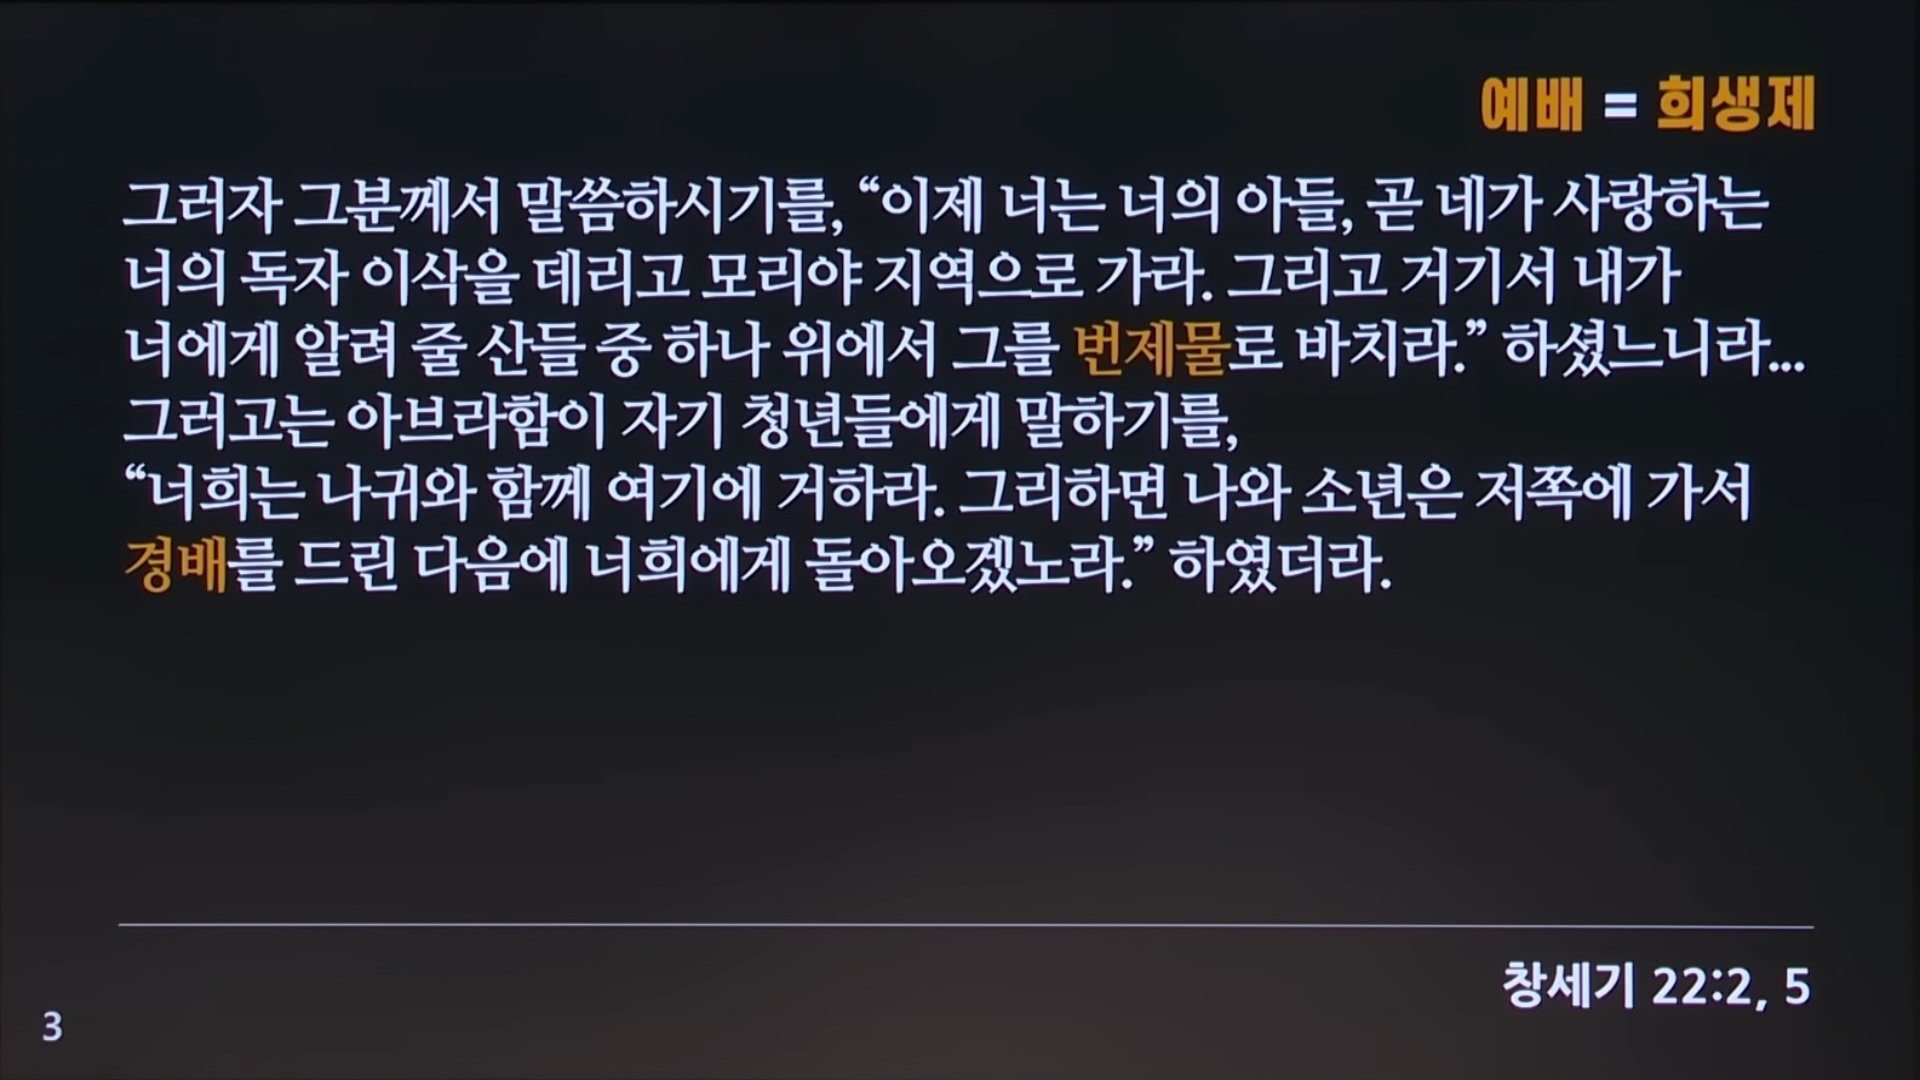 예배 = 희생제
그러자 그분께서 말씀하시기를, “이제 너는 너의 아들, 곧 네가 사랑하는
너의 독자 이삭을 데리고 모리야 지역으로 가라. 그리고 거기서 내가
너에게 알려 줄 산들 중 하나 위에서 그를 번제물로 바치라.” 하셨느니라...
그러고는 아브라함이 자기 청년들에게 말하기를,
“너희는 나귀와 함께 여기에 거하라. 그리하면 나와 소년은 저쪽에 가서
경배를 드린 다음에 너희에게 돌아오겠노라.” 하였더라.
창세기 22:2, 5
3